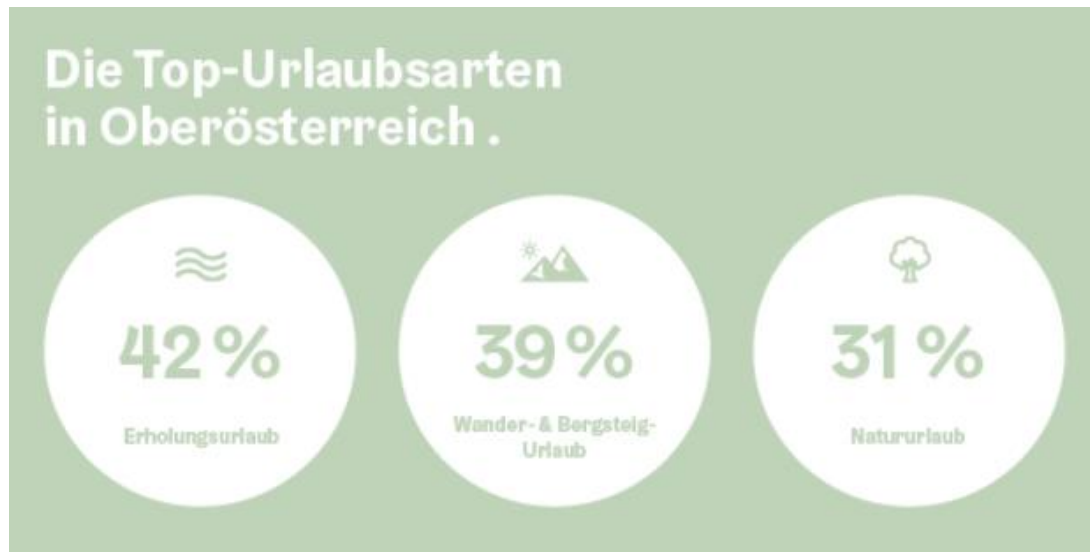 Die Top-Urlaubsarten
in Oberösterreich .
42 %
Erholungsurlaub
39 %
Wander- & Bergsteig-
Urlaub
31 %
Natururlaub